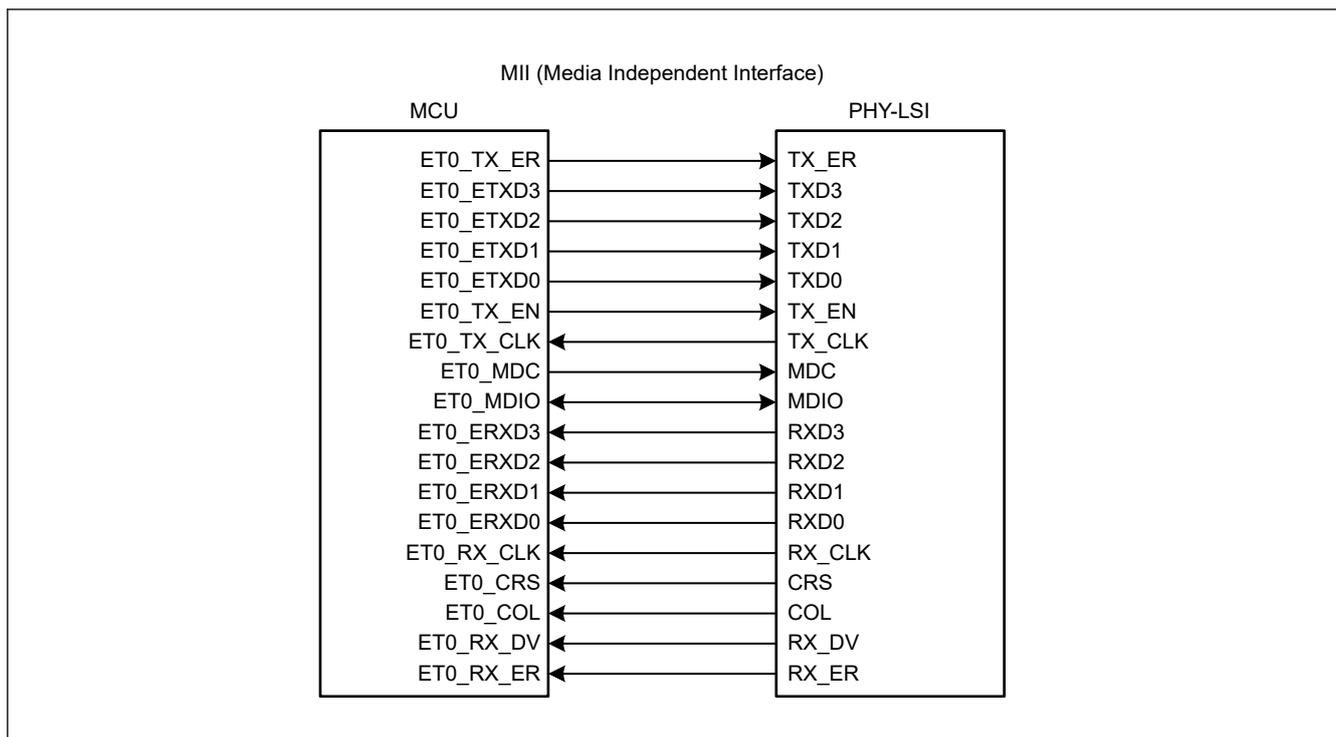 MII (Media Independent Interface)
MCU PHY-LSI
ET0_TX_ER TX_ER
ET0_ETXD3 TXD3
ET0_ETXD2 TXD2
ET0_ETXD1 TXD1
ET0_ETXD0 TXD0
ET0_TX_EN TX_EN
ET0_TX_CLK TX_CLK
ET0_MDC MDC
ET0_MDIO MDIO
ET0_ERXD3 RXD3
ET0_ERXD2 RXD2
ET0_ERXD1 RXD1
ET0_ERXD0 RXD0
ET0_RX_CLK RX_CLK
ET0_CRS CRS
ET0_COL COL
ET0_RX_DV RX_DV
ET0_RX_ER RX_ER